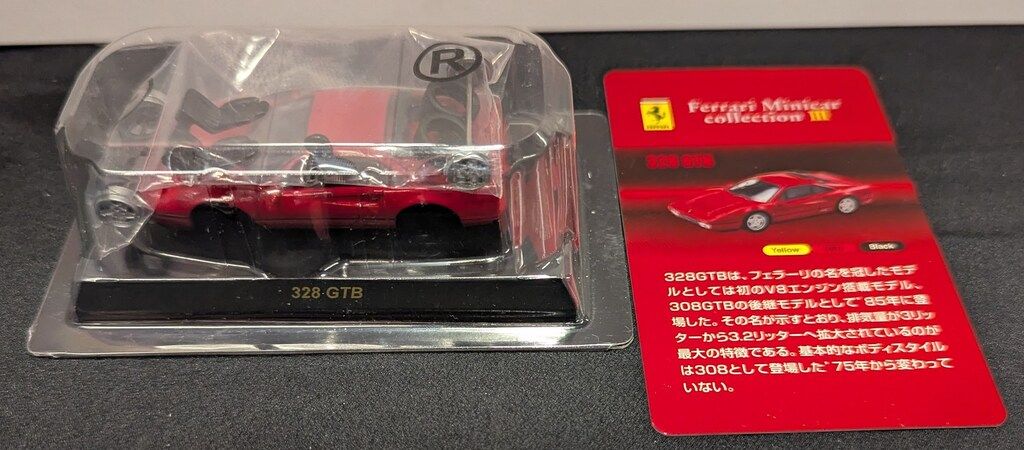 R
328 GTB
Ferrari
Ferrari Minicar
collection III
328 GTB
Yellow
Black
328GTBは、フェラーリの名を冠したモデ
ルとしては初のV8エンジン搭載モデル、
308GTBの後継モデルとして'85年に登
場した。その名が示すとおり、排気量が3リッ
ターから3.2リッターへ拡大されているのが
最大の特徴である。基本的なボディスタイル
は308として登場した'75年から変わって
いない。